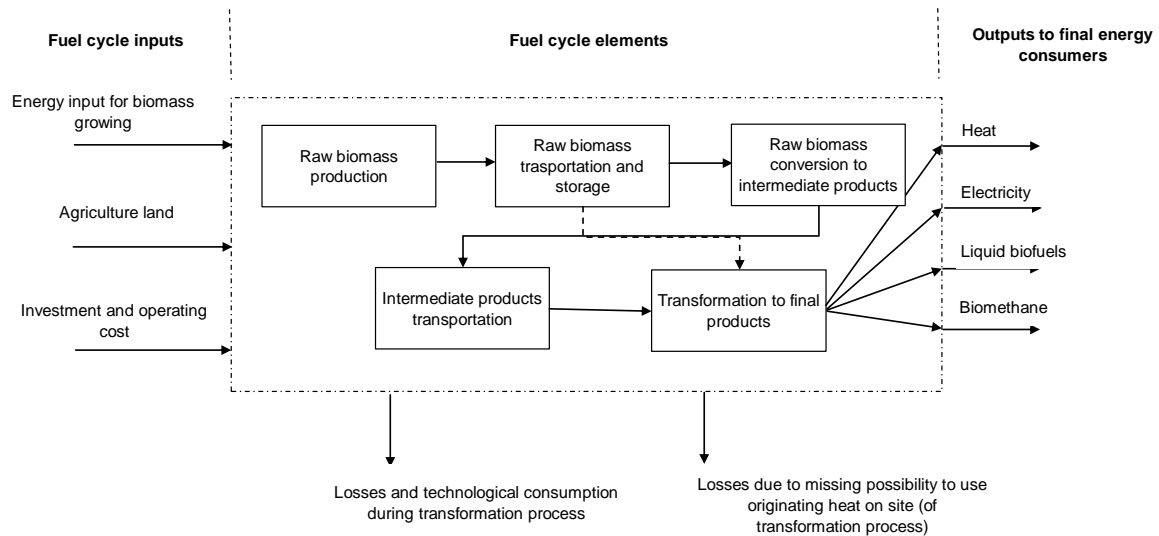 Fuel cycle inputs
Fuel cycle elements
Outputs to final energy
consumers
Energy input for biomass
growing
Agriculture land
Investment and operating
cost
Raw biomass
production
Raw biomass
trasportation and
storage
Raw biomass
conversion to
intermediate products
Intermediate products
transportation
Transformation to final
products
Heat
Electricity
Liquid biofuels
Biomethane
Losses and technological consumption
during transformation process
Losses due to missing possibility to use
originating heat on site (of
transformation process)